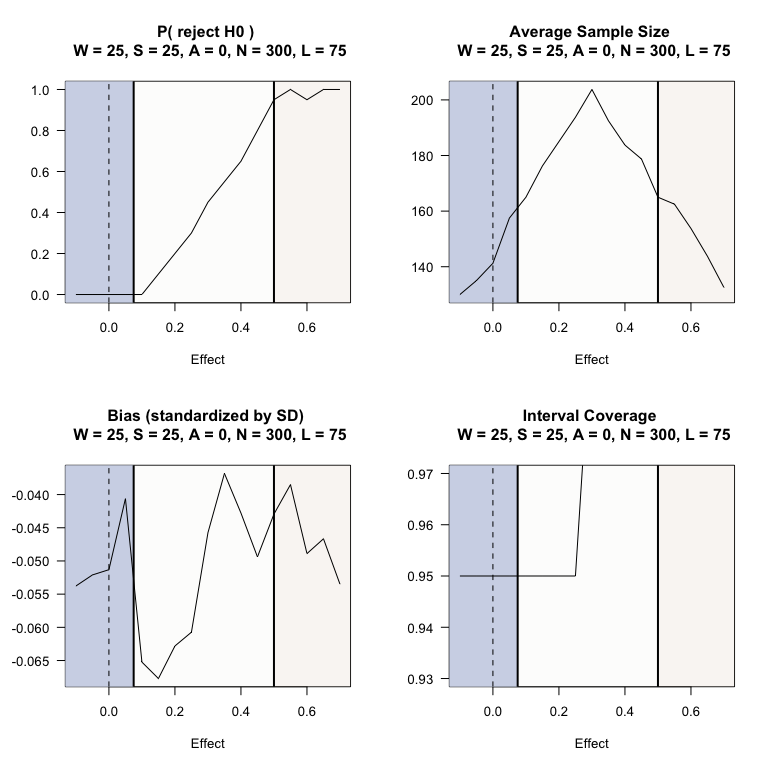 P( reject H0 )
W = 25, S = 25, A = 0, N = 300, L = 75
1.0
0.8
0.6
0.4
0.2
0.0
0.0 0.2 0.4 0.6
Effect
Average Sample Size
W = 25, S = 25, A = 0, N = 300, L = 75
200
180
160
140
0.0 0.2 0.4 0.6
Effect
Bias (standardized by SD)
W = 25, S = 25, A = 0, N = 300, L = 75
-0.040
-0.045
-0.050
-0.055
-0.060
-0.065
0.0 0.2 0.4 0.6
Effect
Interval Coverage
W = 25, S = 25, A = 0, N = 300, L = 75
0.97
0.96
0.95
0.94
0.93
0.0 0.2 0.4 0.6
Effect